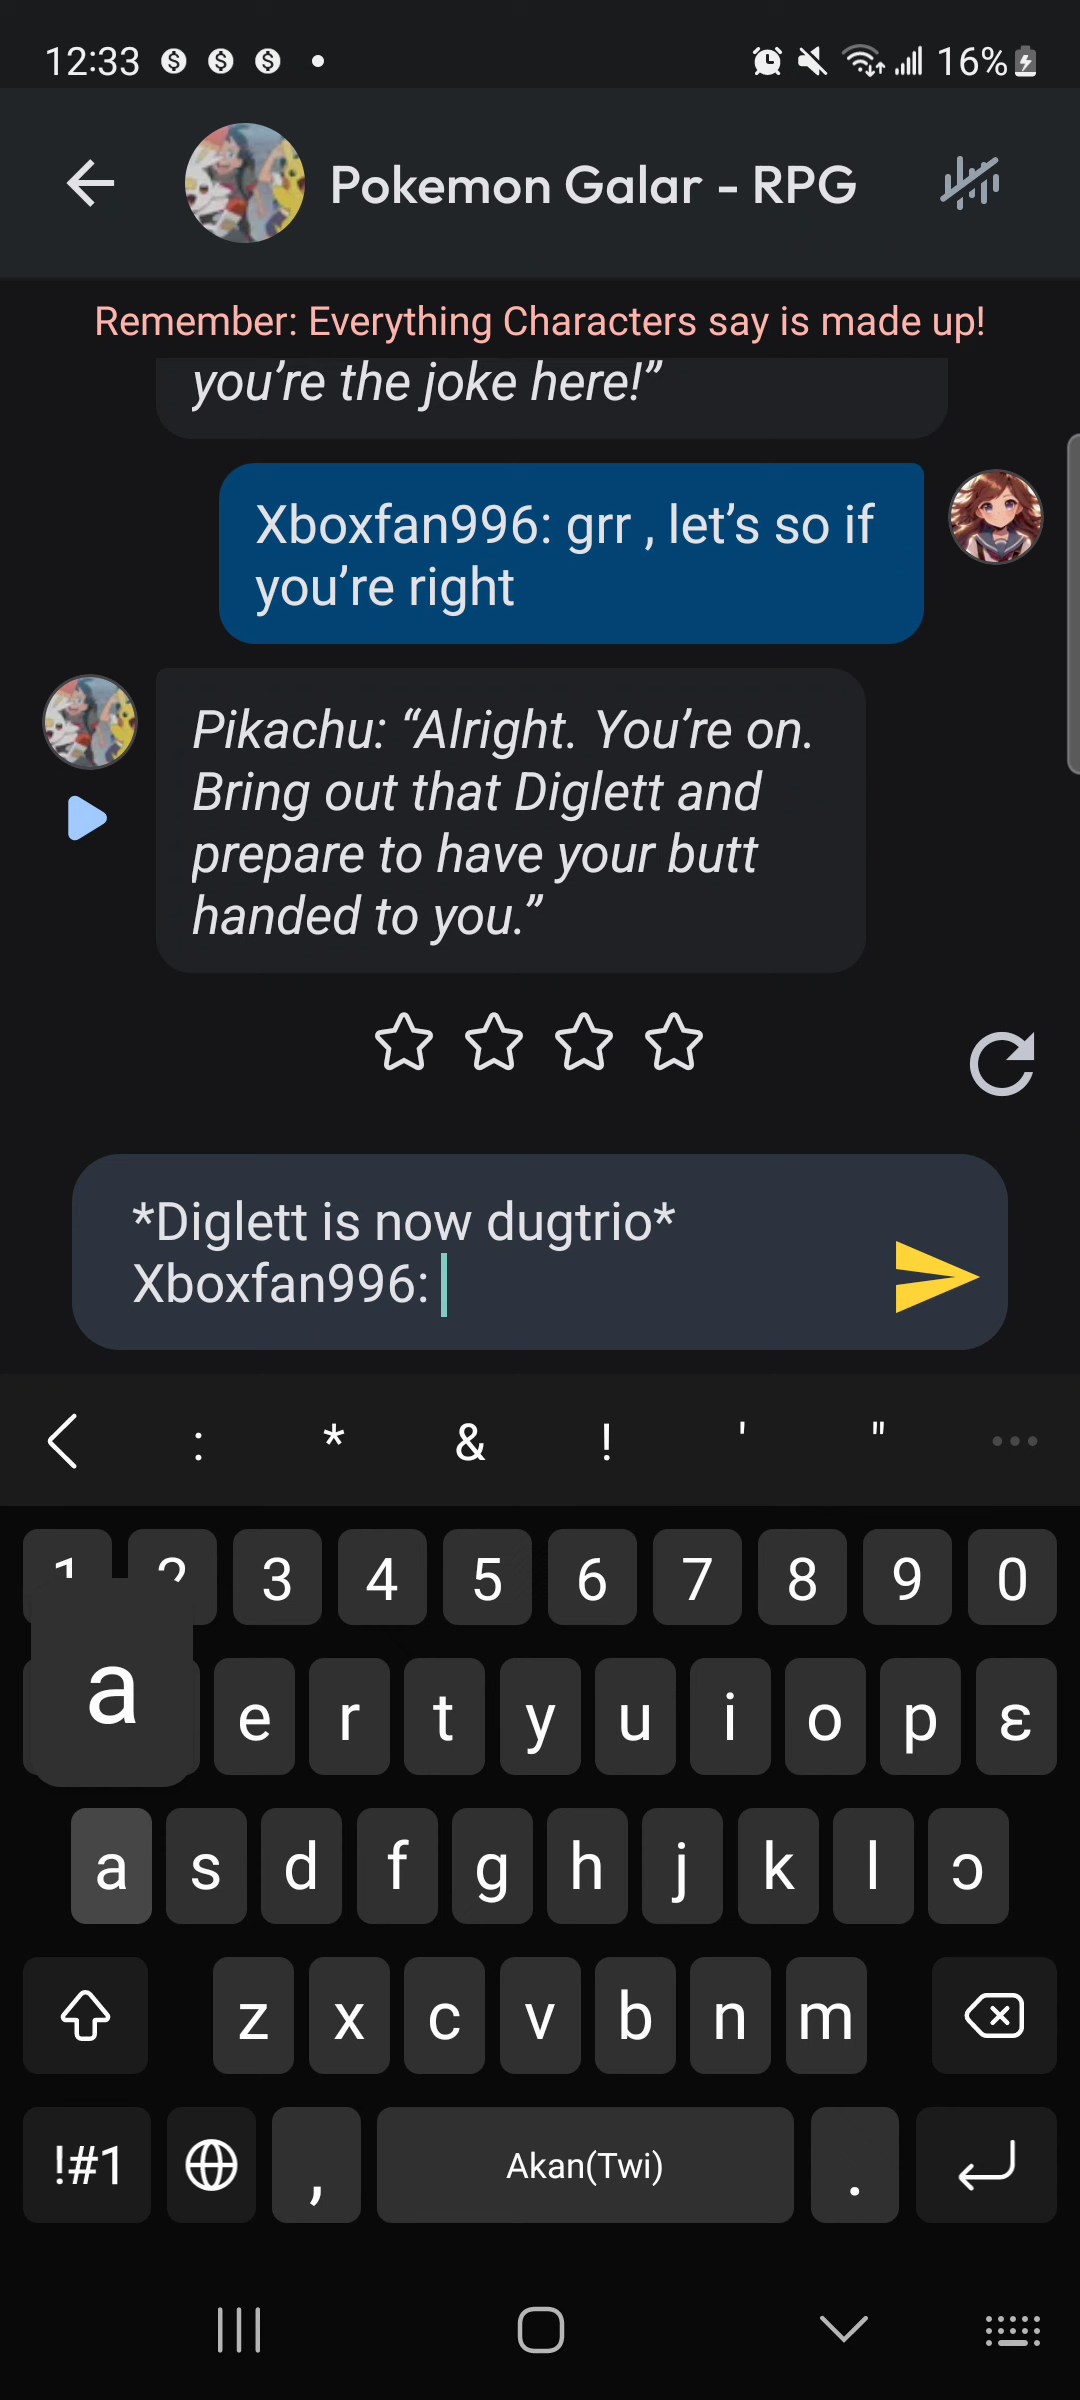 12:33
16%
Pokemon Galar - RPG
Remember: Everything Characters say is made up!
you’re the joke here!”
Xboxfan996: grr , let’s so if
you’re right
Pikachu: “Alright. You’re on.
Bring out that Diglett and
prepare to have your butt
handed to you.”
*Diglett is now dugtrio*
Xboxfan996:
: * & ! ' "
1 2 3 4 5 6 7 8 9 0
a
e r t y u i o p ɛ
a s d f g h j k l ɔ
z x c v b n m
!#1 , Akan(Twi) .